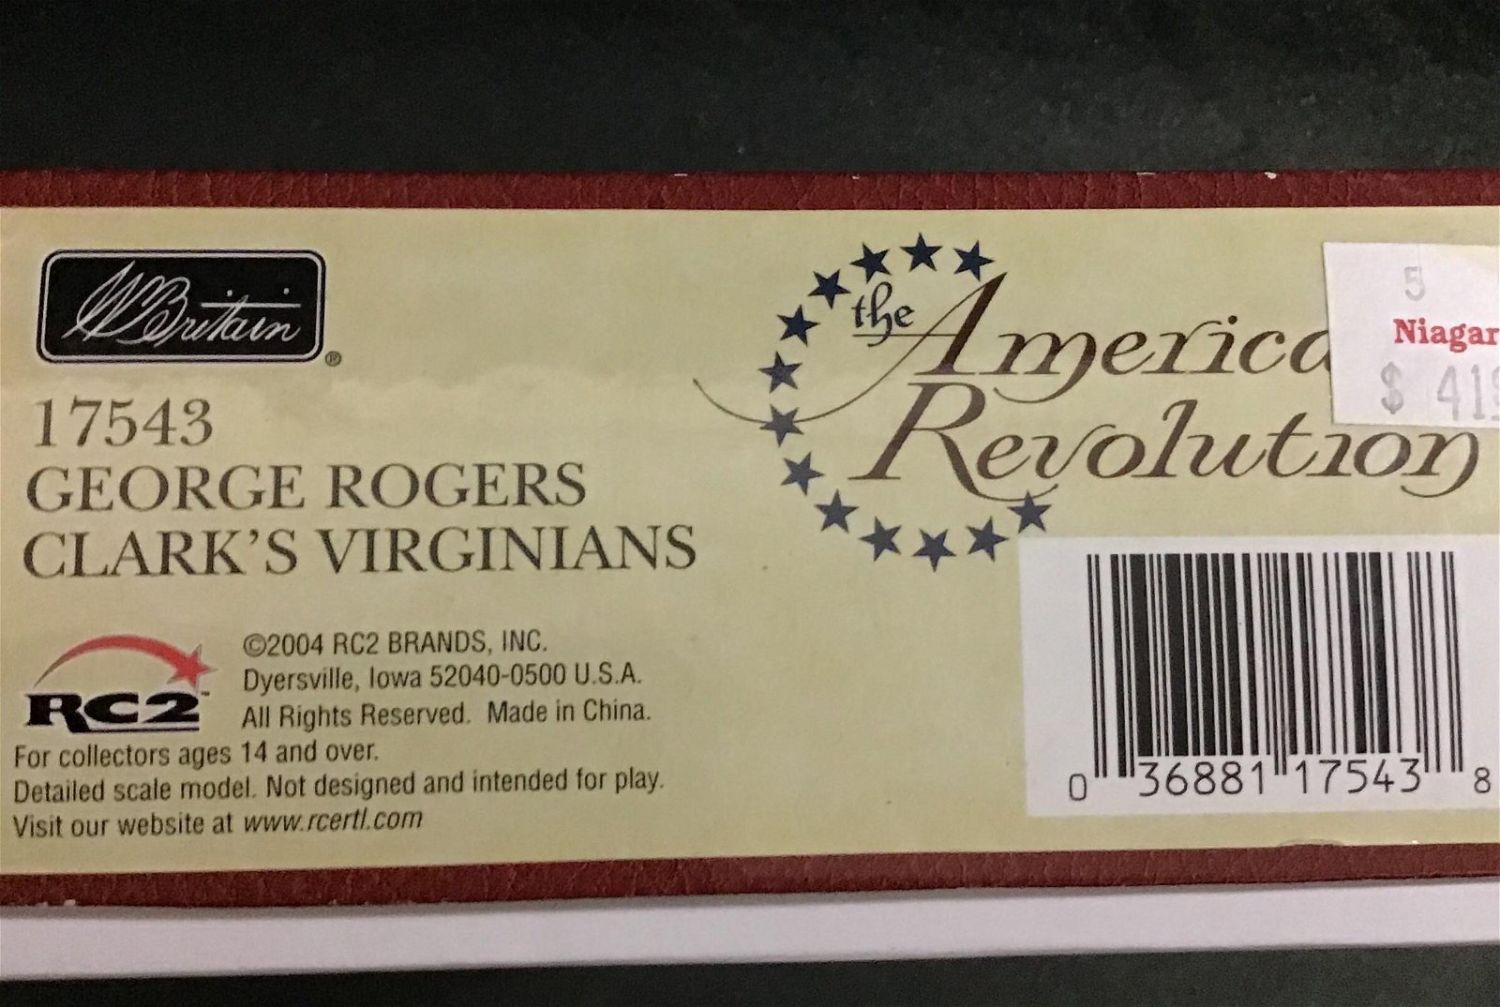 WBritain
®
17543
GEORGE ROGERS
CLARK'S VIRGINIANS
the America
Revolution
5
Niagar
$ 419
RC2™
©2004 RC2 BRANDS, INC.
Dyersville, Iowa 52040-0500 U.S.A.
All Rights Reserved. Made in China.
For collectors ages 14 and over.
Detailed scale model. Not designed and intended for play.
Visit our website at www.rcertl.com
0 36881 17543 8